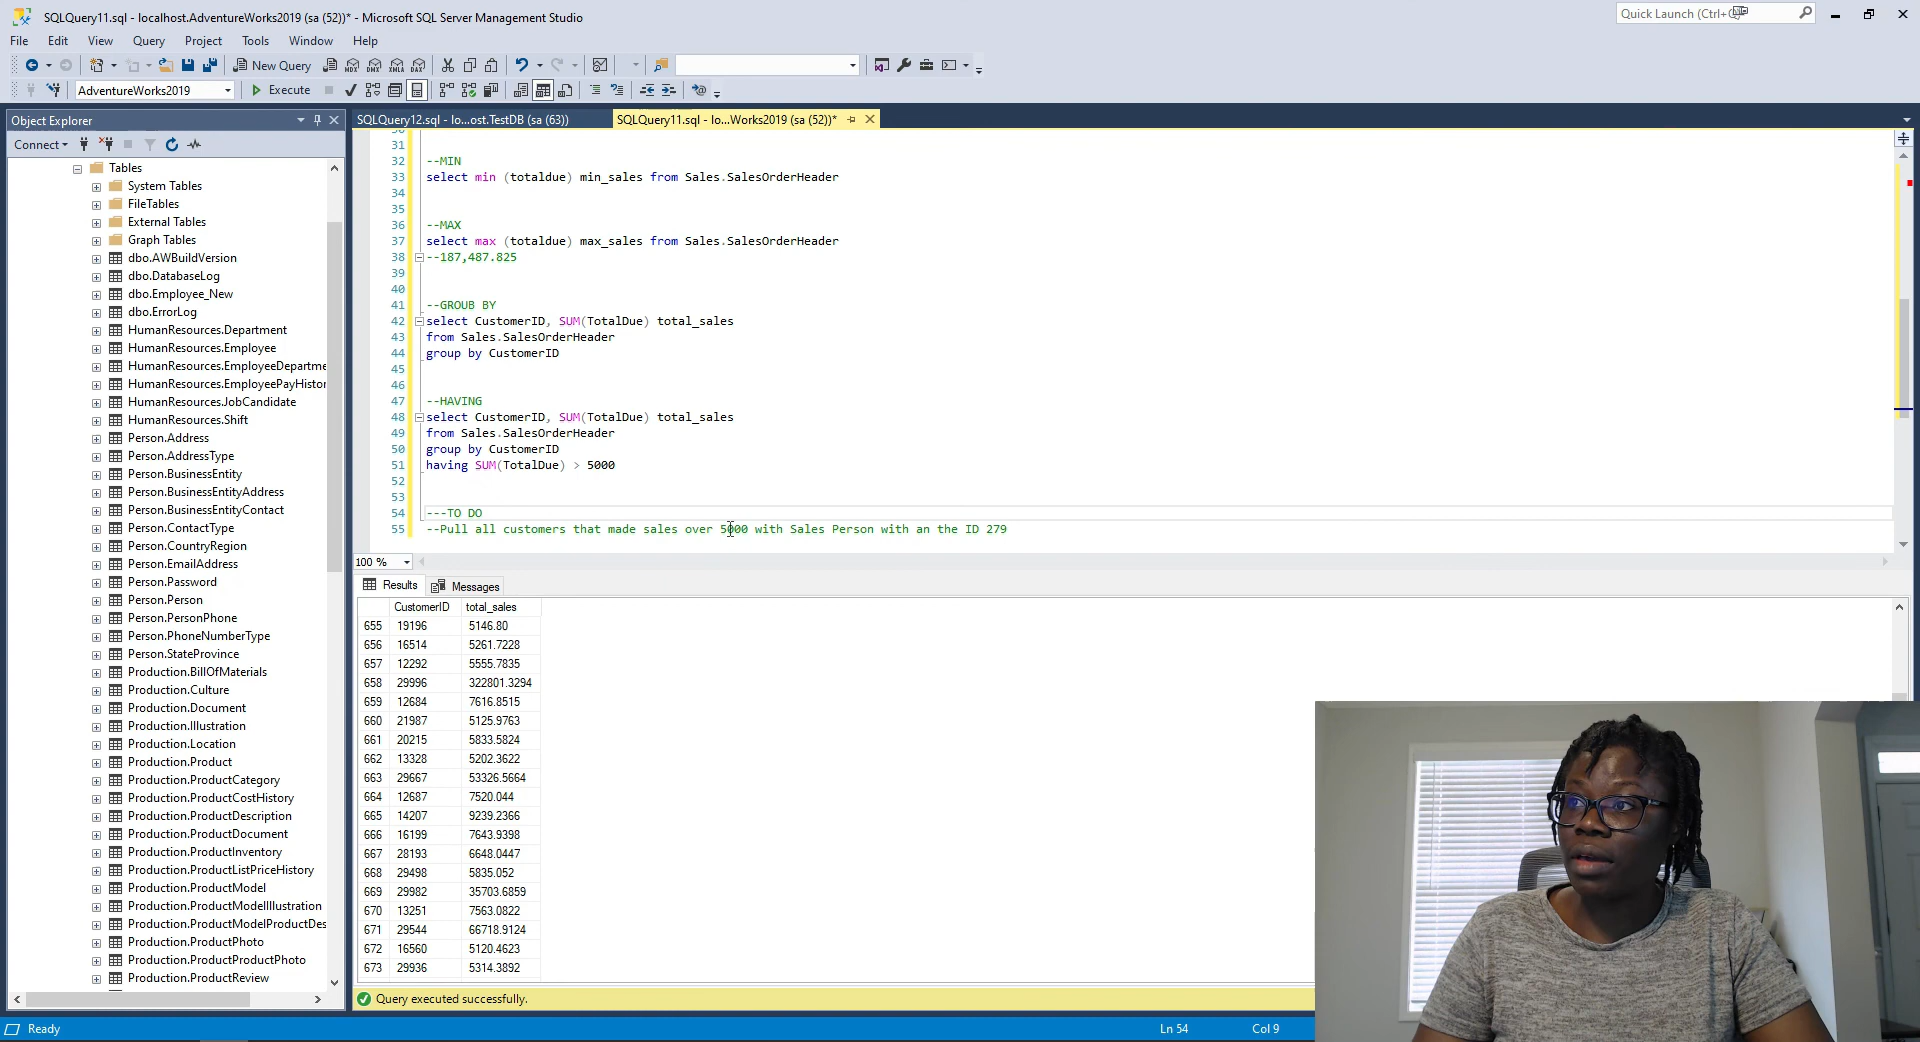 SQLQuery11.sql - localhost.AdventureWorks2019 (sa (52))* - Microsoft SQL Server Management Studio
Quick Launch (Ctrl+Q)
File Edit View Query Project Tools Window Help
New Query
MDX DMX XMLA DAX
AdventureWorks2019
Execute
Object Explorer
SQLQuery12.sql - lo...ost.TestDB (sa (63))
SQLQuery11.sql - lo...Works2019 (sa (52))*
Connect
Tables
System Tables
FileTables
External Tables
Graph Tables
dbo.AWBuildVersion
dbo.DatabaseLog
dbo.Employee_New
dbo.ErrorLog
HumanResources.Department
HumanResources.Employee
HumanResources.EmployeeDepartme
HumanResources.EmployeePayHistor
HumanResources.JobCandidate
HumanResources.Shift
Person.Address
Person.AddressType
Person.BusinessEntity
Person.BusinessEntityAddress
Person.BusinessEntityContact
Person.ContactType
Person.CountryRegion
Person.EmailAddress
Person.Password
Person.Person
Person.PersonPhone
Person.PhoneNumberType
Person.StateProvince
Production.BillOfMaterials
Production.Culture
Production.Document
Production.Illustration
Production.Location
Production.Product
Production.ProductCategory
Production.ProductCostHistory
Production.ProductDescription
Production.ProductDocument
Production.ProductInventory
Production.ProductListPriceHistory
Production.ProductModel
Production.ProductModelIllustration
Production.ProductModelProductDes
Production.ProductPhoto
Production.ProductProductPhoto
Production.ProductReview
30
31
32 --MIN
33 select min (totaldue) min_sales from Sales.SalesOrderHeader
34
35
36 --MAX
37 select max (totaldue) max_sales from Sales.SalesOrderHeader
38 --187,487.825
39
40
41 --GROUB BY
42 select CustomerID, SUM(TotalDue) total_sales
43 from Sales.SalesOrderHeader
44 group by CustomerID
45
46
47 --HAVING
48 select CustomerID, SUM(TotalDue) total_sales
49 from Sales.SalesOrderHeader
50 group by CustomerID
51 having SUM(TotalDue) > 5000
52
53
54 ---TO DO
55 --Pull all customers that made sales over 5000 with Sales Person with an the ID 279
100 %
Results Messages
CustomerID total_sales
655 19196 5146.80
656 16514 5261.7228
657 12292 5555.7835
658 29996 322801.3294
659 12684 7616.8515
660 21987 5125.9763
661 20215 5833.5824
662 13328 5202.3622
663 29667 53326.5664
664 12687 7520.044
665 14207 9239.2366
666 16199 7643.9398
667 28193 6648.0447
668 29498 5835.052
669 29982 35703.6859
670 13251 7563.0822
671 29544 66718.9124
672 16560 5120.4623
673 29936 5314.3892
Query executed successfully.
Ready
Ln 54 Col 9